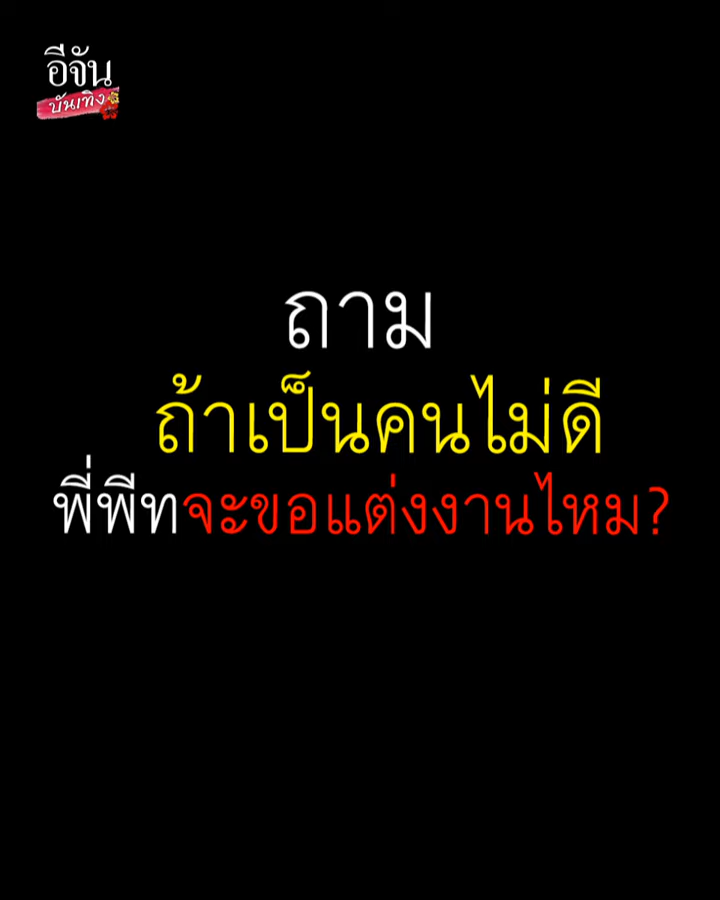 อีจัน
บันเทิง
ถาม
ถ้าเป็นคนไม่ดี
พี่พีทจะขอแต่งงานไหม?